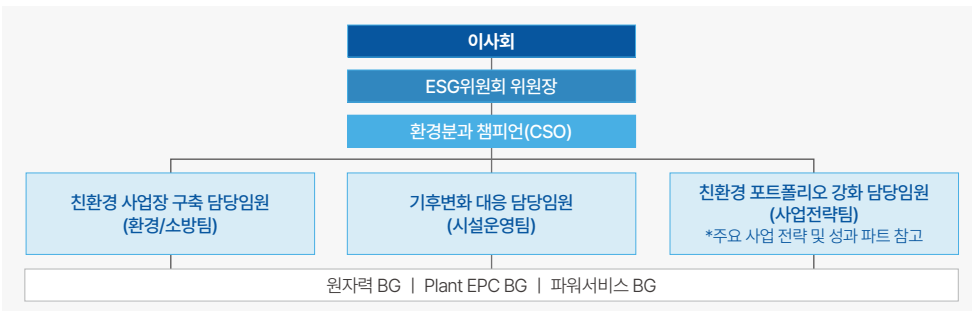 이사회
ESG위원회 위원장
환경분과 챔피언(CSO)
친환경 사업장 구축 담당임원
(환경/소방팀)
기후변화 대응 담당임원
(시설운영팀)
친환경 포트폴리오 강화 담당임원
(사업전략팀)
*주요 사업 전략 및 성과 파트 참고
원자력 BG | Plant EPC BG | 파워서비스 BG